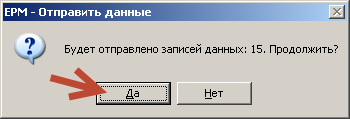 EPM - Отправить данные
Будет отправлено записей данных: 15. Продолжить?
Да
Нет